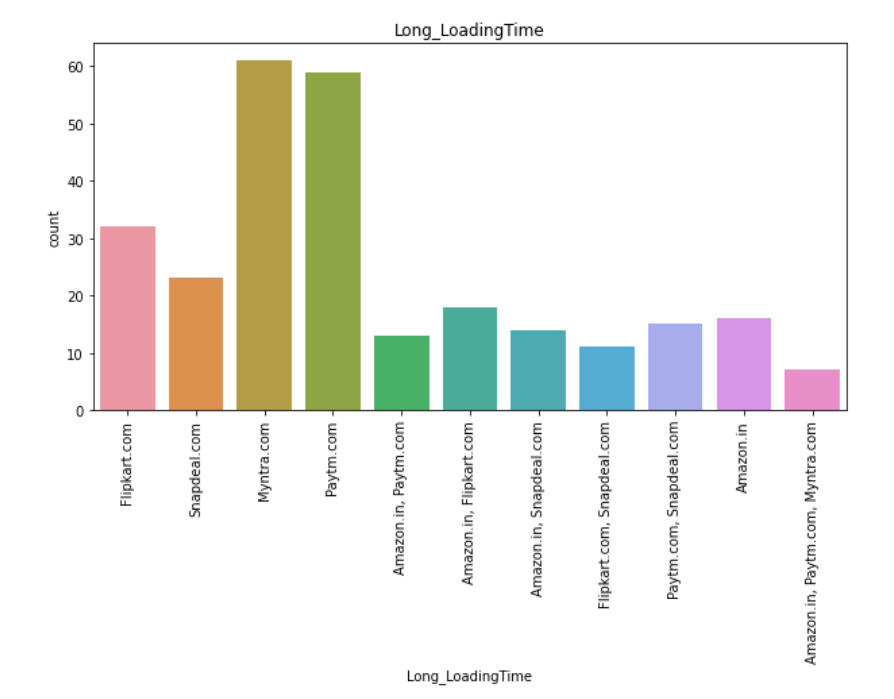 Long_LoadingTime
60
50
40
30
20
10
0
count
Flipkart.com
Snapdeal.com
Myntra.com
Paytm.com
Amazon.in, Paytm.com
Amazon.in, Flipkart.com
Amazon.in, Snapdeal.com
Flipkart.com, Snapdeal.com
Paytm.com, Snapdeal.com
Amazon.in
Amazon.in, Paytm.com, Myntra.com
Long_LoadingTime